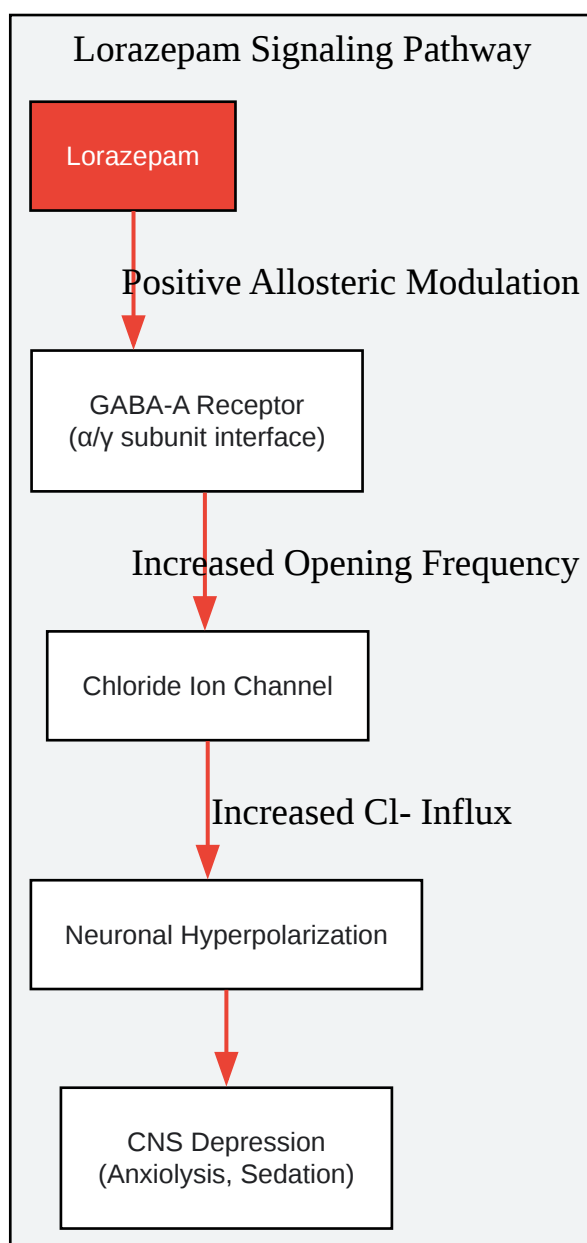 Lorazepam Signaling Pathway
Lorazepam
Positive Allosteric Modulation
GABA-A Receptor
(α/γ subunit interface)
Increased Opening Frequency
Chloride Ion Channel
Increased Cl- Influx
Neuronal Hyperpolarization
CNS Depression
(Anxiolysis, Sedation)